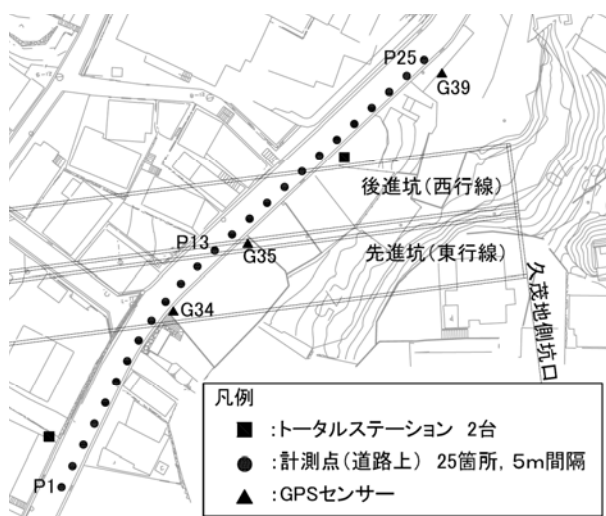 P25
G39
後進坑（西行線）
P13
G35
先進坑（東行線）
G34
久茂地側坑口
P1
凡例
■ ：トータルステーション 2台
● ：計測点（道路上） 25箇所，5m間隔
▲ ：GPSセンサー